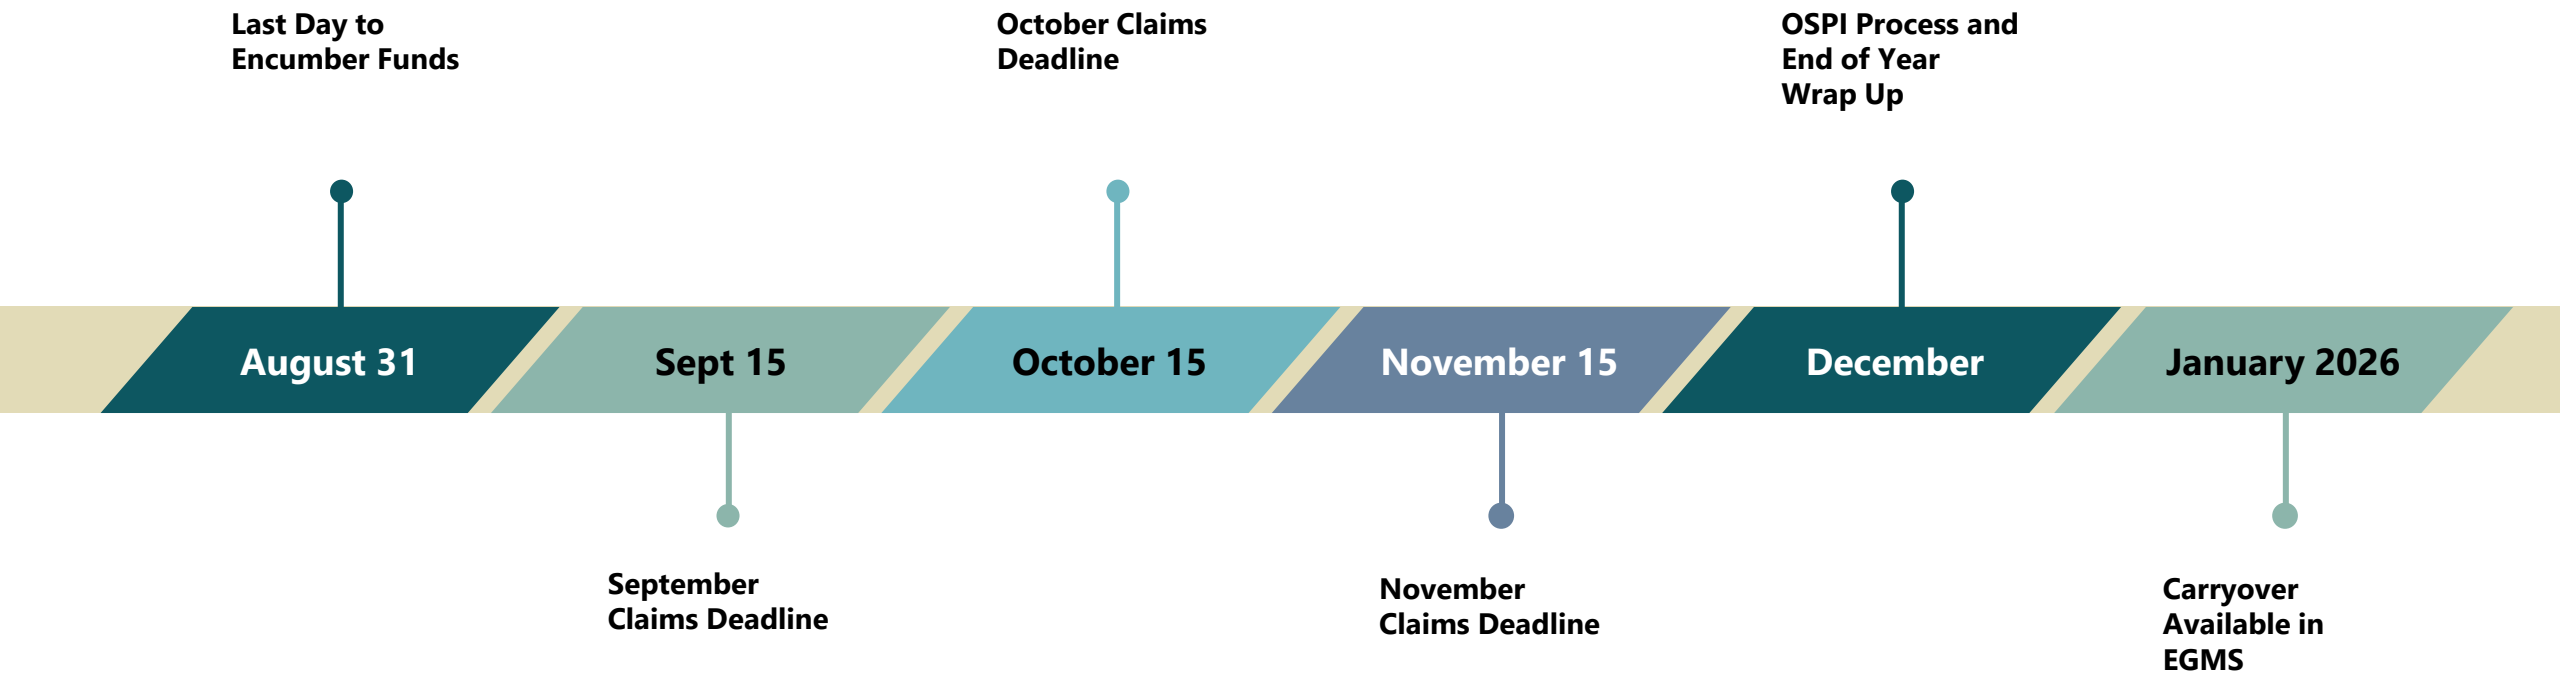 Last Day to
Encumber Funds
October Claims
Deadline
OSPI Process and
End of Year
Wrap Up
August 31
Sept 15
October 15
November 15
December
January 2026
September
Claims Deadline
November
Claims Deadline
Carryover
Available in
EGMS